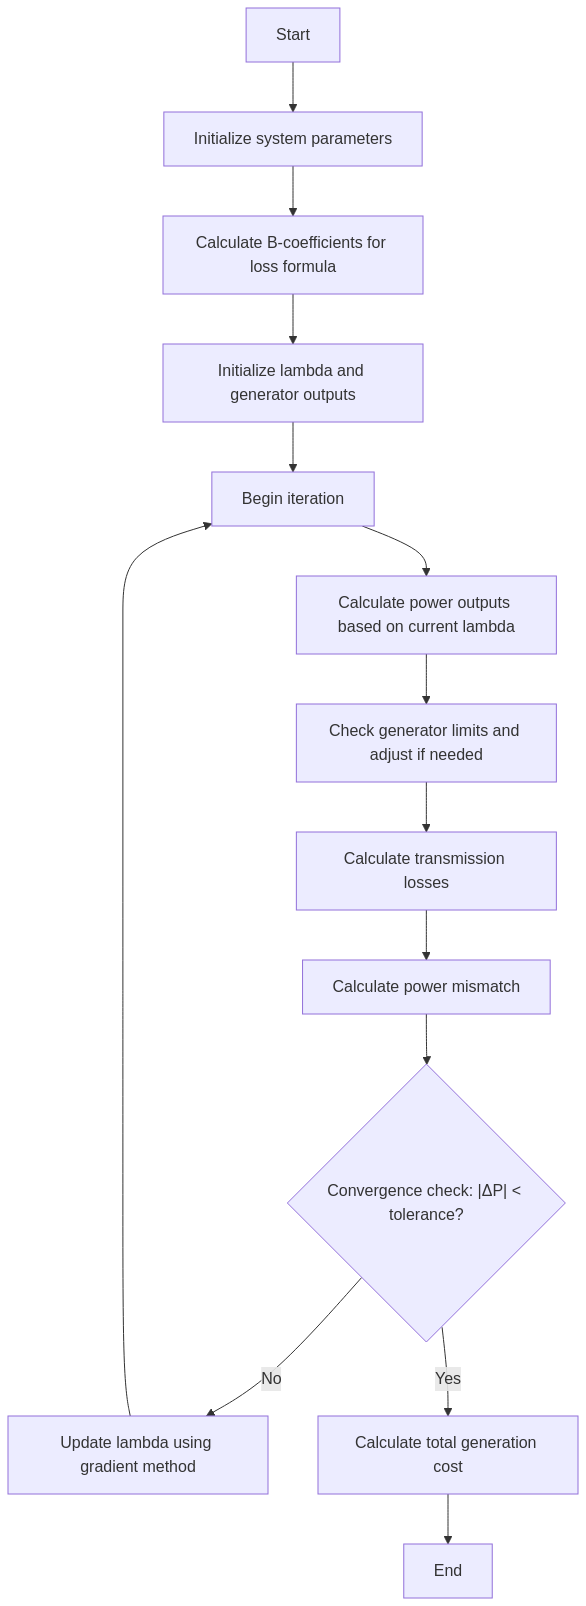 Start
Initialize system parameters
Calculate B-coefficients for
loss formula
Initialize lambda and
generator outputs
Begin iteration
Calculate power outputs
based on current lambda
Check generator limits and
adjust if needed
Calculate transmission
losses
Calculate power mismatch
Convergence check: |ΔP| <
tolerance?
No
Yes
Update lambda using
gradient method
Calculate total generation
cost
End